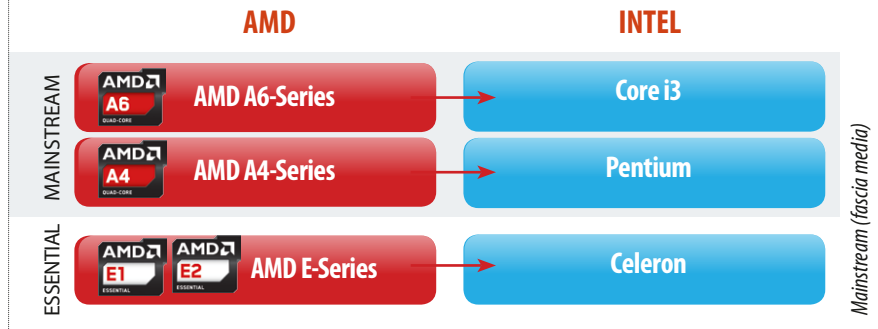 AMD INTEL
MAINSTREAM
AMD
A6
QUAD-CORE
AMD A6-Series
Core i3
AMD
A4
QUAD-CORE
AMD A4-Series
Pentium
ESSENTIAL
AMD
E1
ESSENTIAL
AMD
E2
ESSENTIAL
AMD E-Series
Celeron
Mainstream (fascia media)